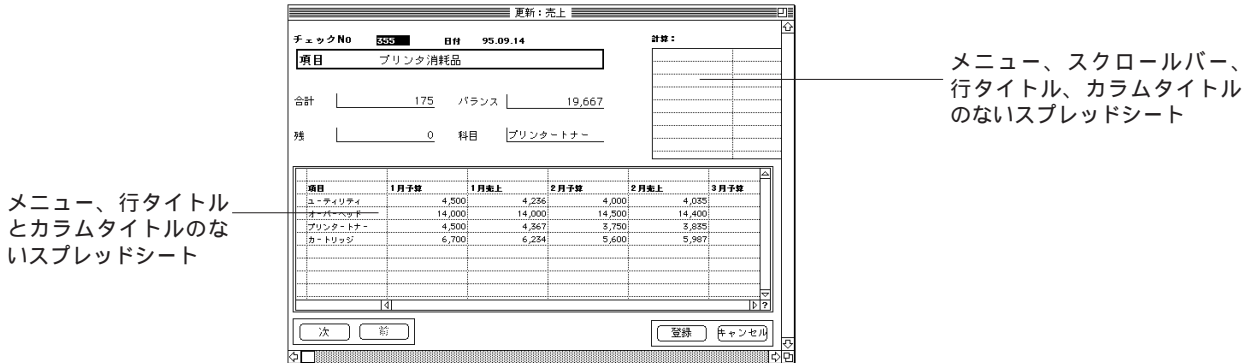 更新：売上
チェックNo 355 日付 95.09.14 計算：
項目 プリンタ消耗品
合計 175 バランス 19,667
残 0 科目 プリンタートナー
メニュー、スクロールバー、
行タイトル、カラムタイトル
のないスプレッドシート
メニュー、行タイトル
とカラムタイトルのな
いスプレッドシート
項目 1月予算 1月売上 2月予算 2月売上 3月予算
ユーティリティ 4,500 4,236 4,000 4,035
オーバーヘッド 14,000 14,000 14,500 14,400
プリンタートナー 4,500 4,367 3,750 3,835
カートリッジ 6,700 6,234 5,600 5,987
?
次 前 登録 キャンセル